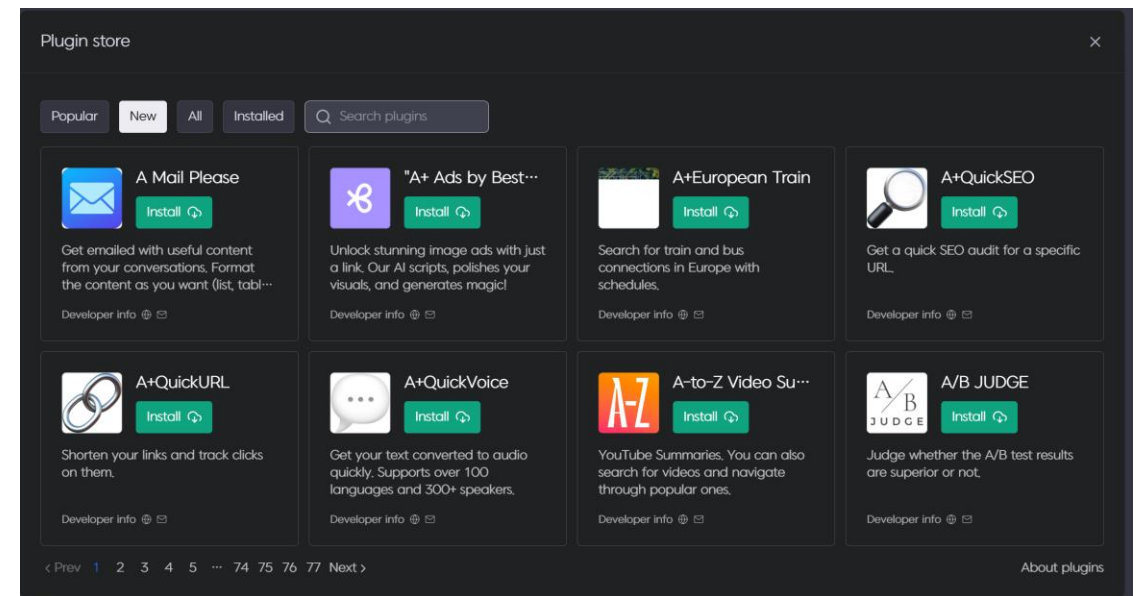 Plugin store
Popular New All Installed Search plugins
A Mail Please
Install
Get emailed with useful content
from your conversations. Format
the content as you want (list, tabl···
Developer info
"A+ Ads by Best···
Install
Unlock stunning image ads with just
a link. Our AI scripts, polishes your
visuals, and generates magic!
Developer info
A+European Train
Install
Search for train and bus
connections in Europe with
schedules.
Developer info
A+QuickSEO
Install
Get a quick SEO audit for a specific
URL.
Developer info
A+QuickURL
Install
Shorten your links and track clicks
on them.
Developer info
A+QuickVoice
Install
Get your text converted to audio
quickly. Supports over 100
languages and 300+ speakers.
Developer info
A-Z
A-to-Z Video Su···
Install
YouTube Summaries. You can also
search for videos and navigate
through popular ones.
Developer info
A/B
JUDGE
A/B JUDGE
Install
Judge whether the A/B test results
are superior or not.
Developer info
< Prev 1 2 3 4 5 ··· 74 75 76 77 Next >
About plugins